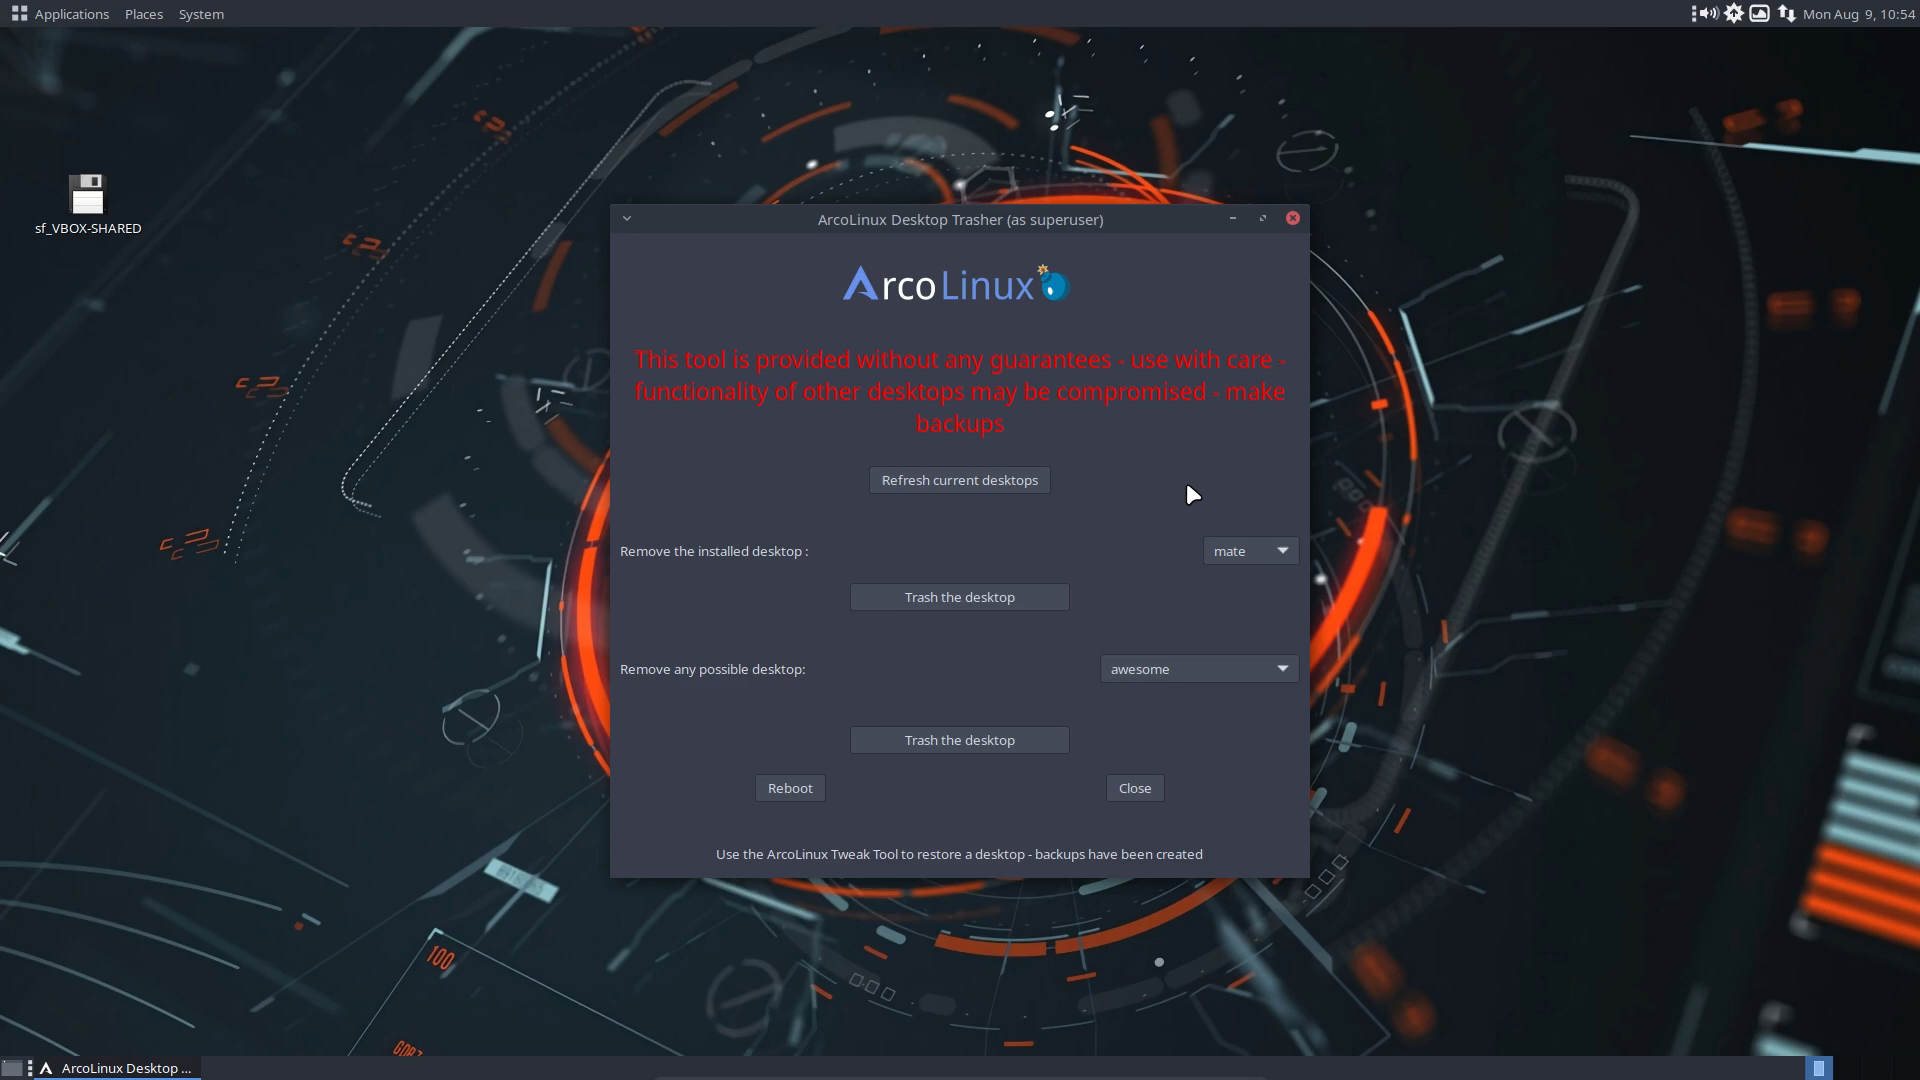 Applications Places System
Mon Aug 9, 10:54
sf_VBOX-SHARED
ArcoLinux Desktop Trasher (as superuser)
ArcoLinux
This tool is provided without any guarantees - use with care -
functionality of other desktops may be compromised - make
backups
Refresh current desktops
Remove the installed desktop :
mate
Trash the desktop
Remove any possible desktop:
awesome
Trash the desktop
Reboot
Close
Use the ArcoLinux Tweak Tool to restore a desktop - backups have been created
100
ArcoLinux Desktop ...